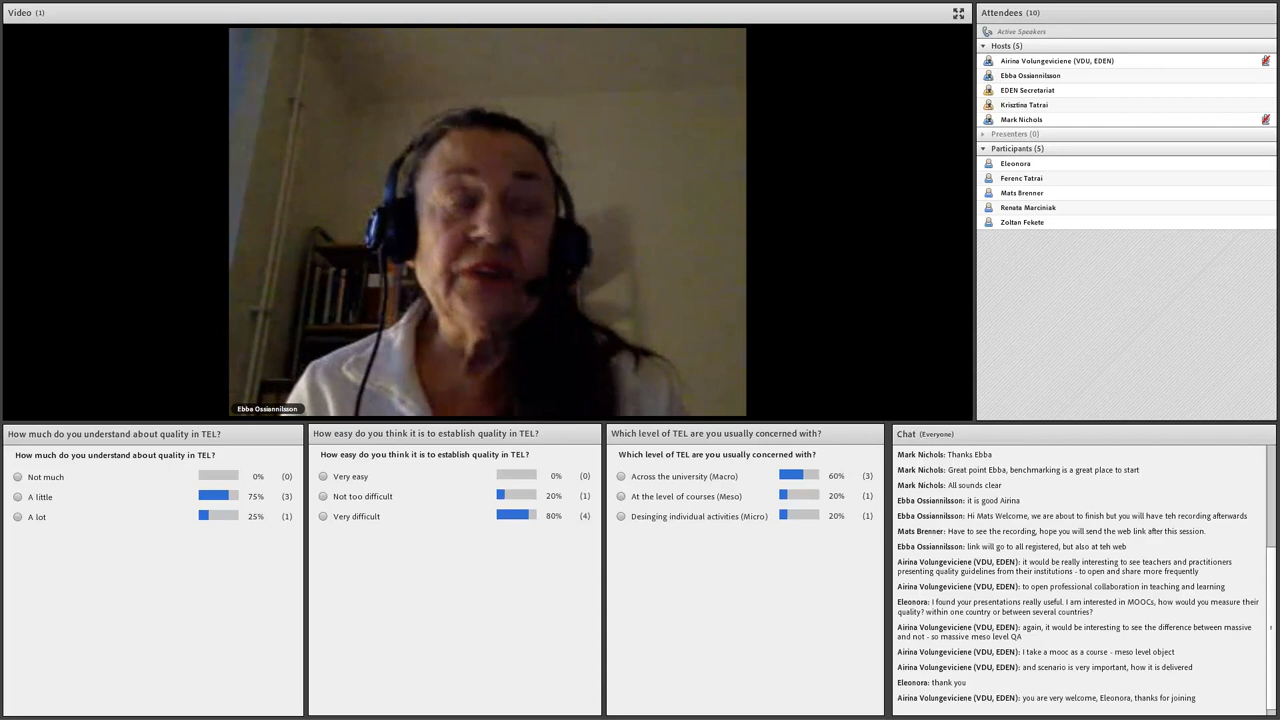 Video (1)
Ebba Ossiannilsson
Attendees (10)
Active Speakers
Hosts (5)
Airina Volungeviciene (VDU, EDEN)
Ebba Ossiannilsson
EDEN Secretariat
Krisztina Tatrai
Mark Nichols
Presenters (0)
Participants (5)
Eleonora
Ferenc Tatrai
Mats Brenner
Renata Marciniak
Zoltan Fekete
How much do you understand about quality in TEL?
How much do you understand about quality in TEL?
Not much 0% (0)
A little 75% (3)
A lot 25% (1)
How easy do you think it is to establish quality in TEL?
How easy do you think it is to establish quality in TEL?
Very easy 0% (0)
Not too difficult 20% (1)
Very difficult 80% (4)
Which level of TEL are you usually concerned with?
Which level of TEL are you usually concerned with?
Across the university (Macro) 60% (3)
At the level of courses (Meso) 20% (1)
Desinging individual activities (Micro) 20% (1)
Chat (Everyone)
Mark Nichols: Thanks Ebba
Mark Nichols: Great point Ebba, benchmarking is a great place to start
Mark Nichols: All sounds clear
Ebba Ossiannilsson: it is good Airina
Ebba Ossiannilsson: Hi Mats Welcome, we are about to finish but you will have teh recording afterwards
Mats Brenner: Have to see the recording, hope you will send the web link after this session.
Ebba Ossiannilsson: link will go to all registered, but also at teh web
Airina Volungeviciene (VDU, EDEN): it would be really interesting to see teachers and practitioners
presenting quality guidelines from their institutions - to open and share more frequently
Airina Volungeviciene (VDU, EDEN): to open professional collaboration in teaching and learning
Eleonora: I found your presentations really useful. I am interested in MOOCs, how would you measure their
quality? within one country or between several countries?
Airina Volungeviciene (VDU, EDEN): again, it would be interesting to see the difference between massive
and not - so massive meso level QA
Airina Volungeviciene (VDU, EDEN): I take a mooc as a course - meso level object
Airina Volungeviciene (VDU, EDEN): and scenario is very important, how it is delivered
Eleonora: thank you
Airina Volungeviciene (VDU, EDEN): you are very welcome, Eleonora, thanks for joining